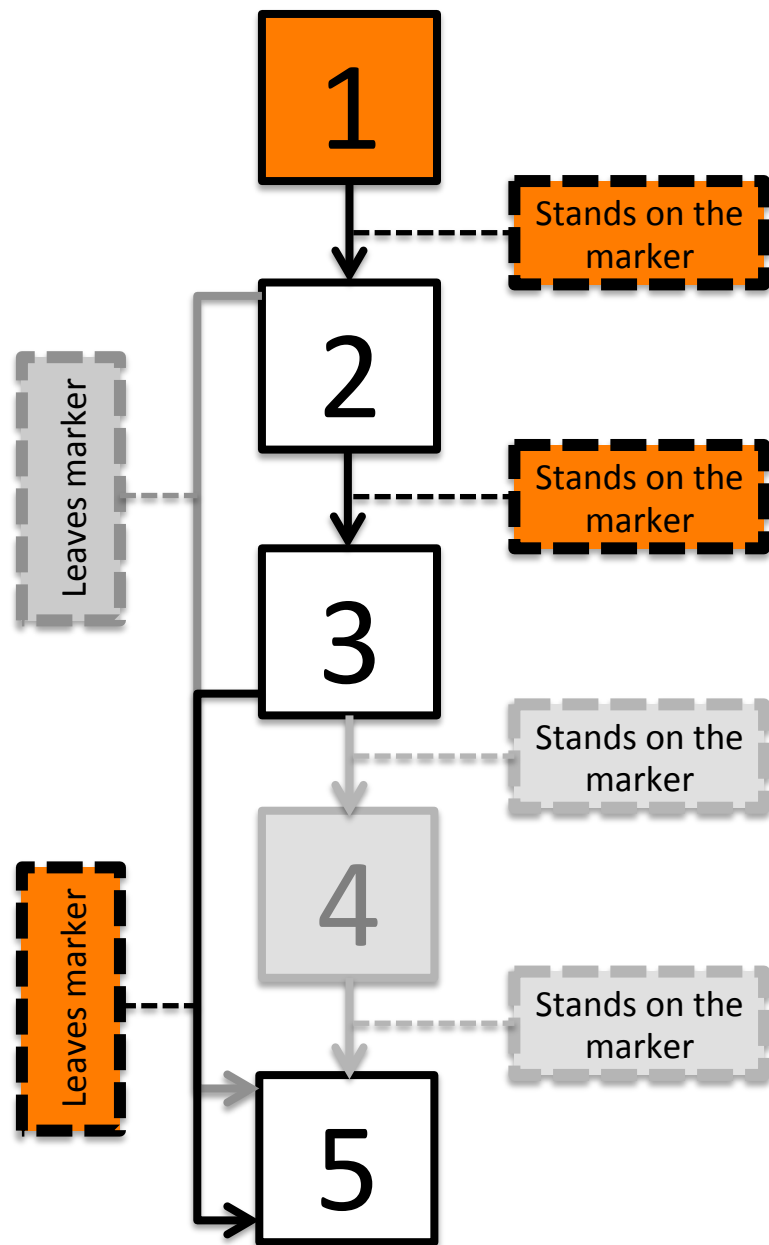 1
Stands on the
marker
2
Leaves marker
Stands on the
marker
3
Stands on the
marker
4
Leaves marker
Stands on the
marker
5